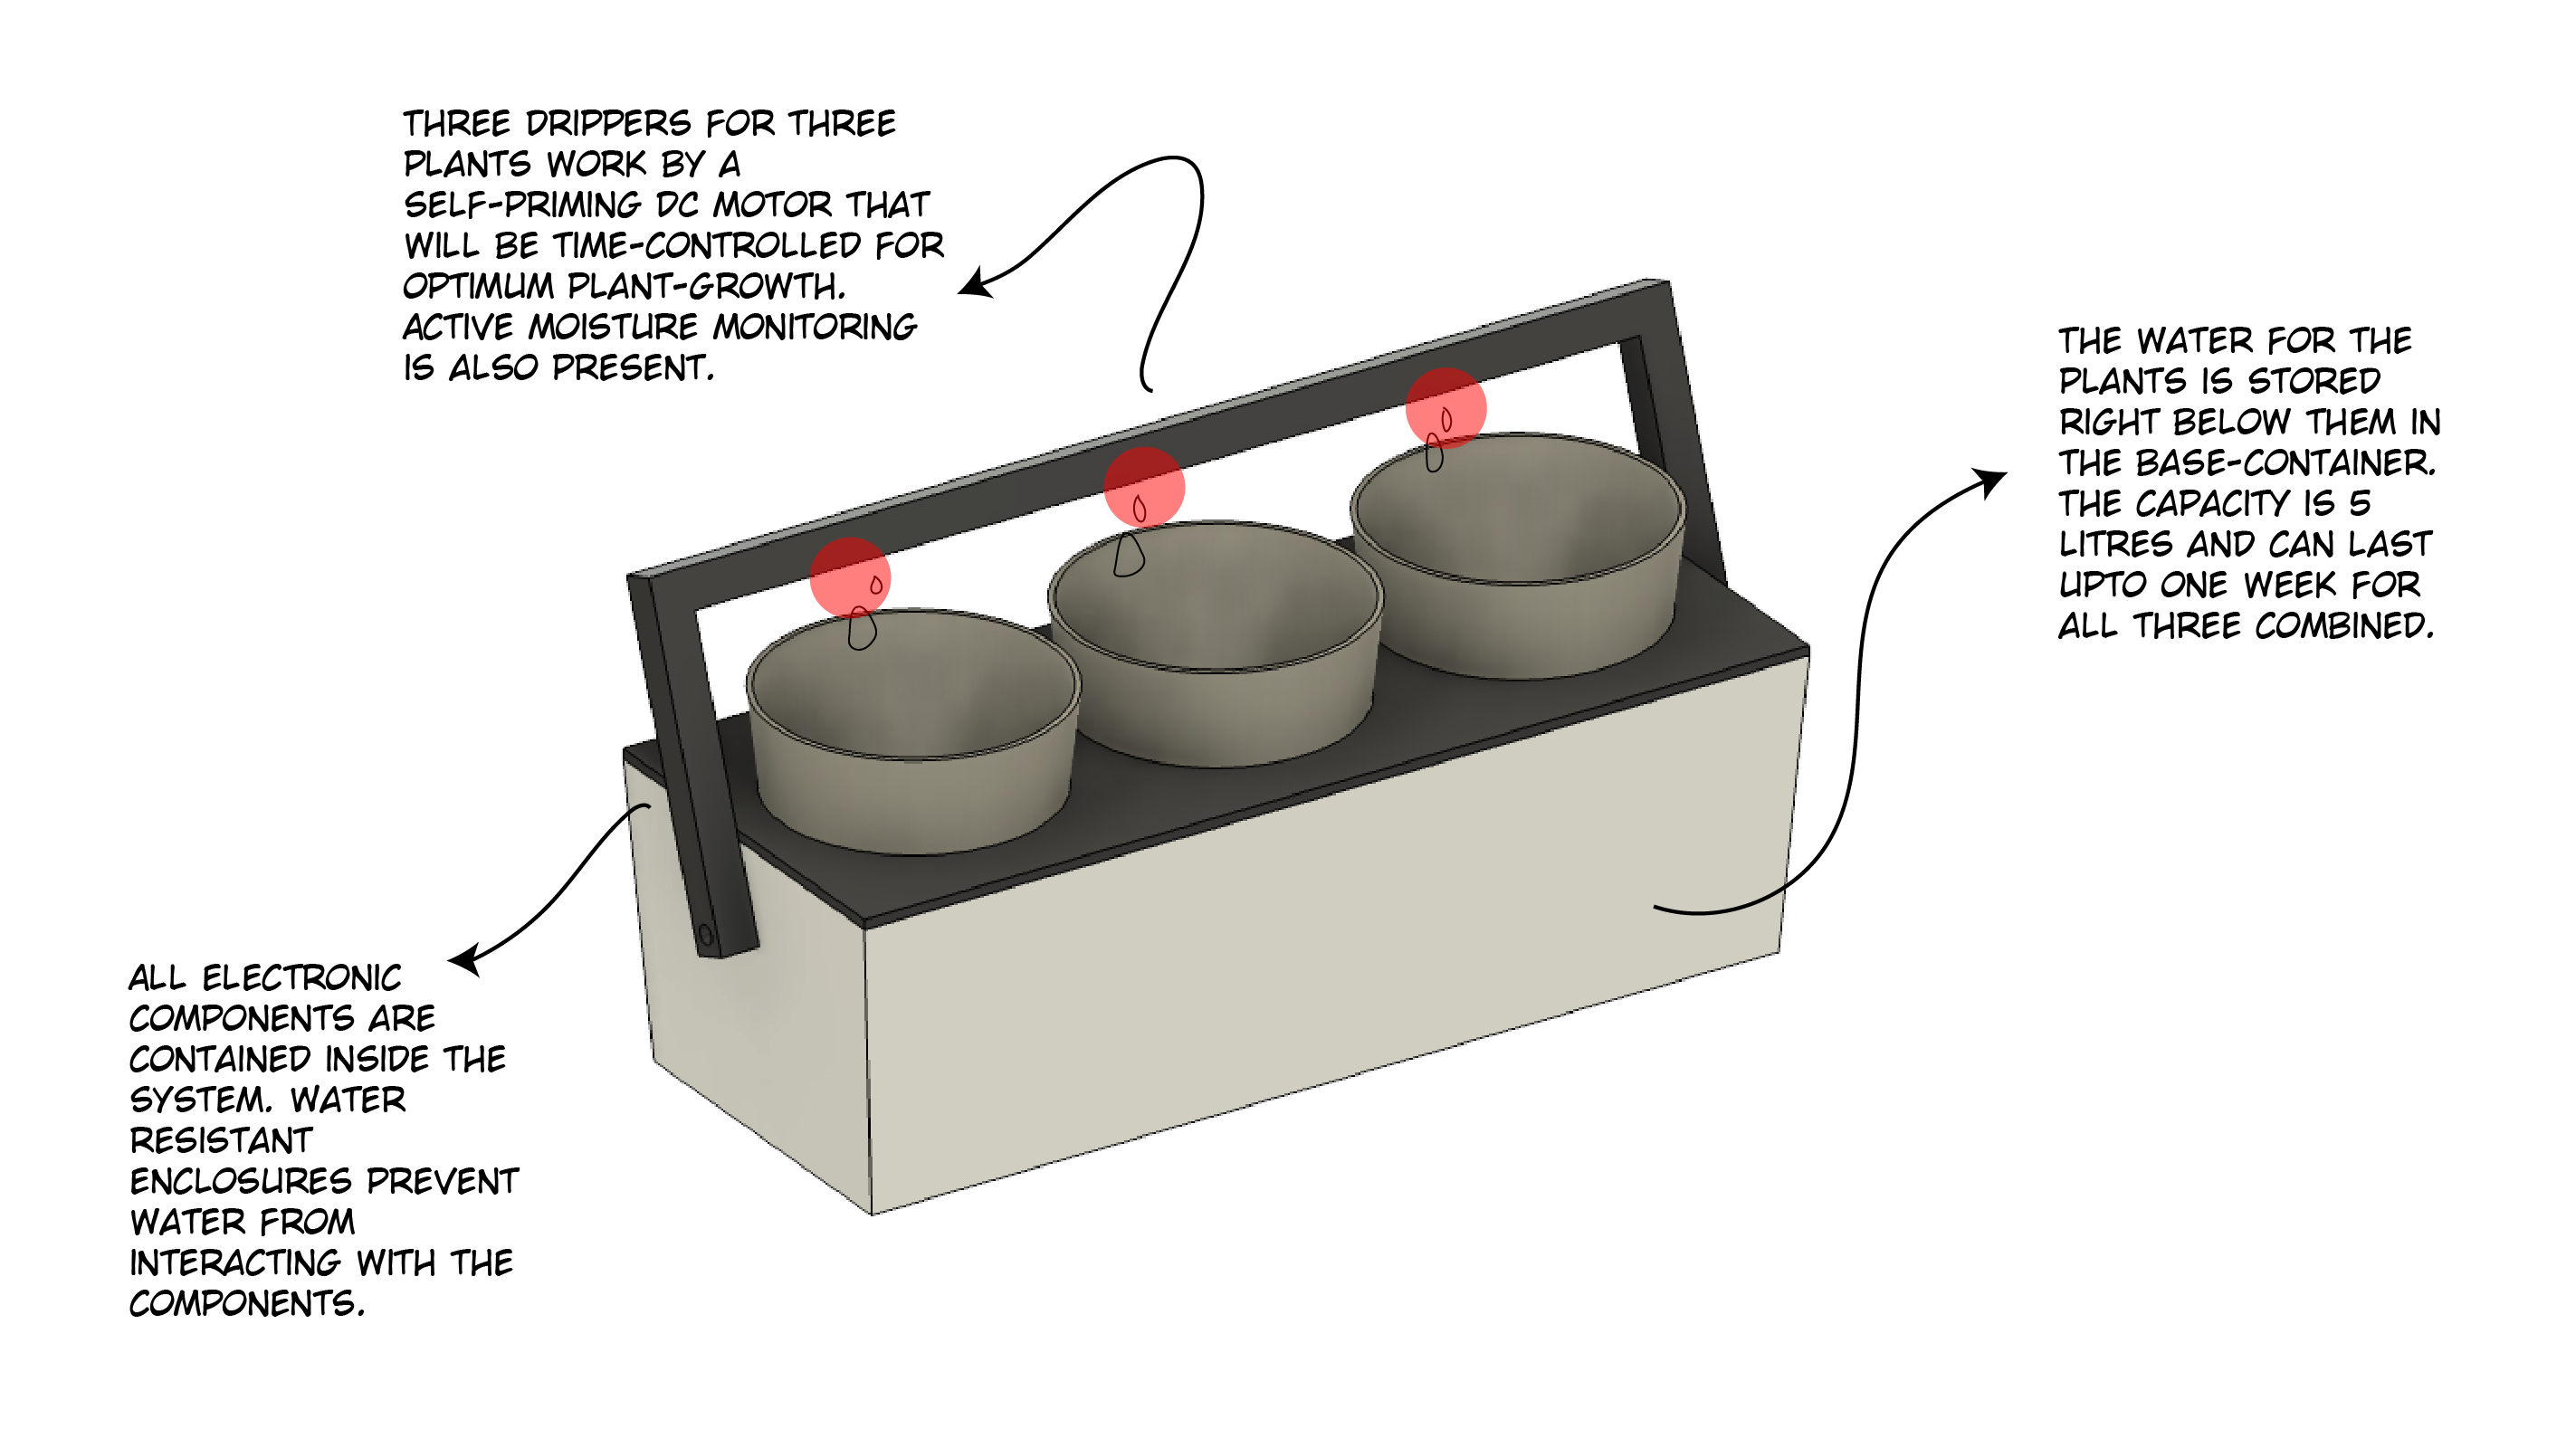 THREE DRIPPERS FOR THREE
PLANTS WORK BY A
SELF-PRIMING DC MOTOR THAT
WILL BE TIME-CONTROLLED FOR
OPTIMUM PLANT-GROWTH.
ACTIVE MOISTURE MONITORING
IS ALSO PRESENT.
THE WATER FOR THE
PLANTS IS STORED
RIGHT BELOW THEM IN
THE BASE-CONTAINER.
THE CAPACITY IS 5
LITRES AND CAN LAST
UPTO ONE WEEK FOR
ALL THREE COMBINED.
ALL ELECTRONIC
COMPONENTS ARE
CONTAINED INSIDE THE
SYSTEM. WATER
RESISTANT
ENCLOSURES PREVENT
WATER FROM
INTERACTING WITH THE
COMPONENTS.